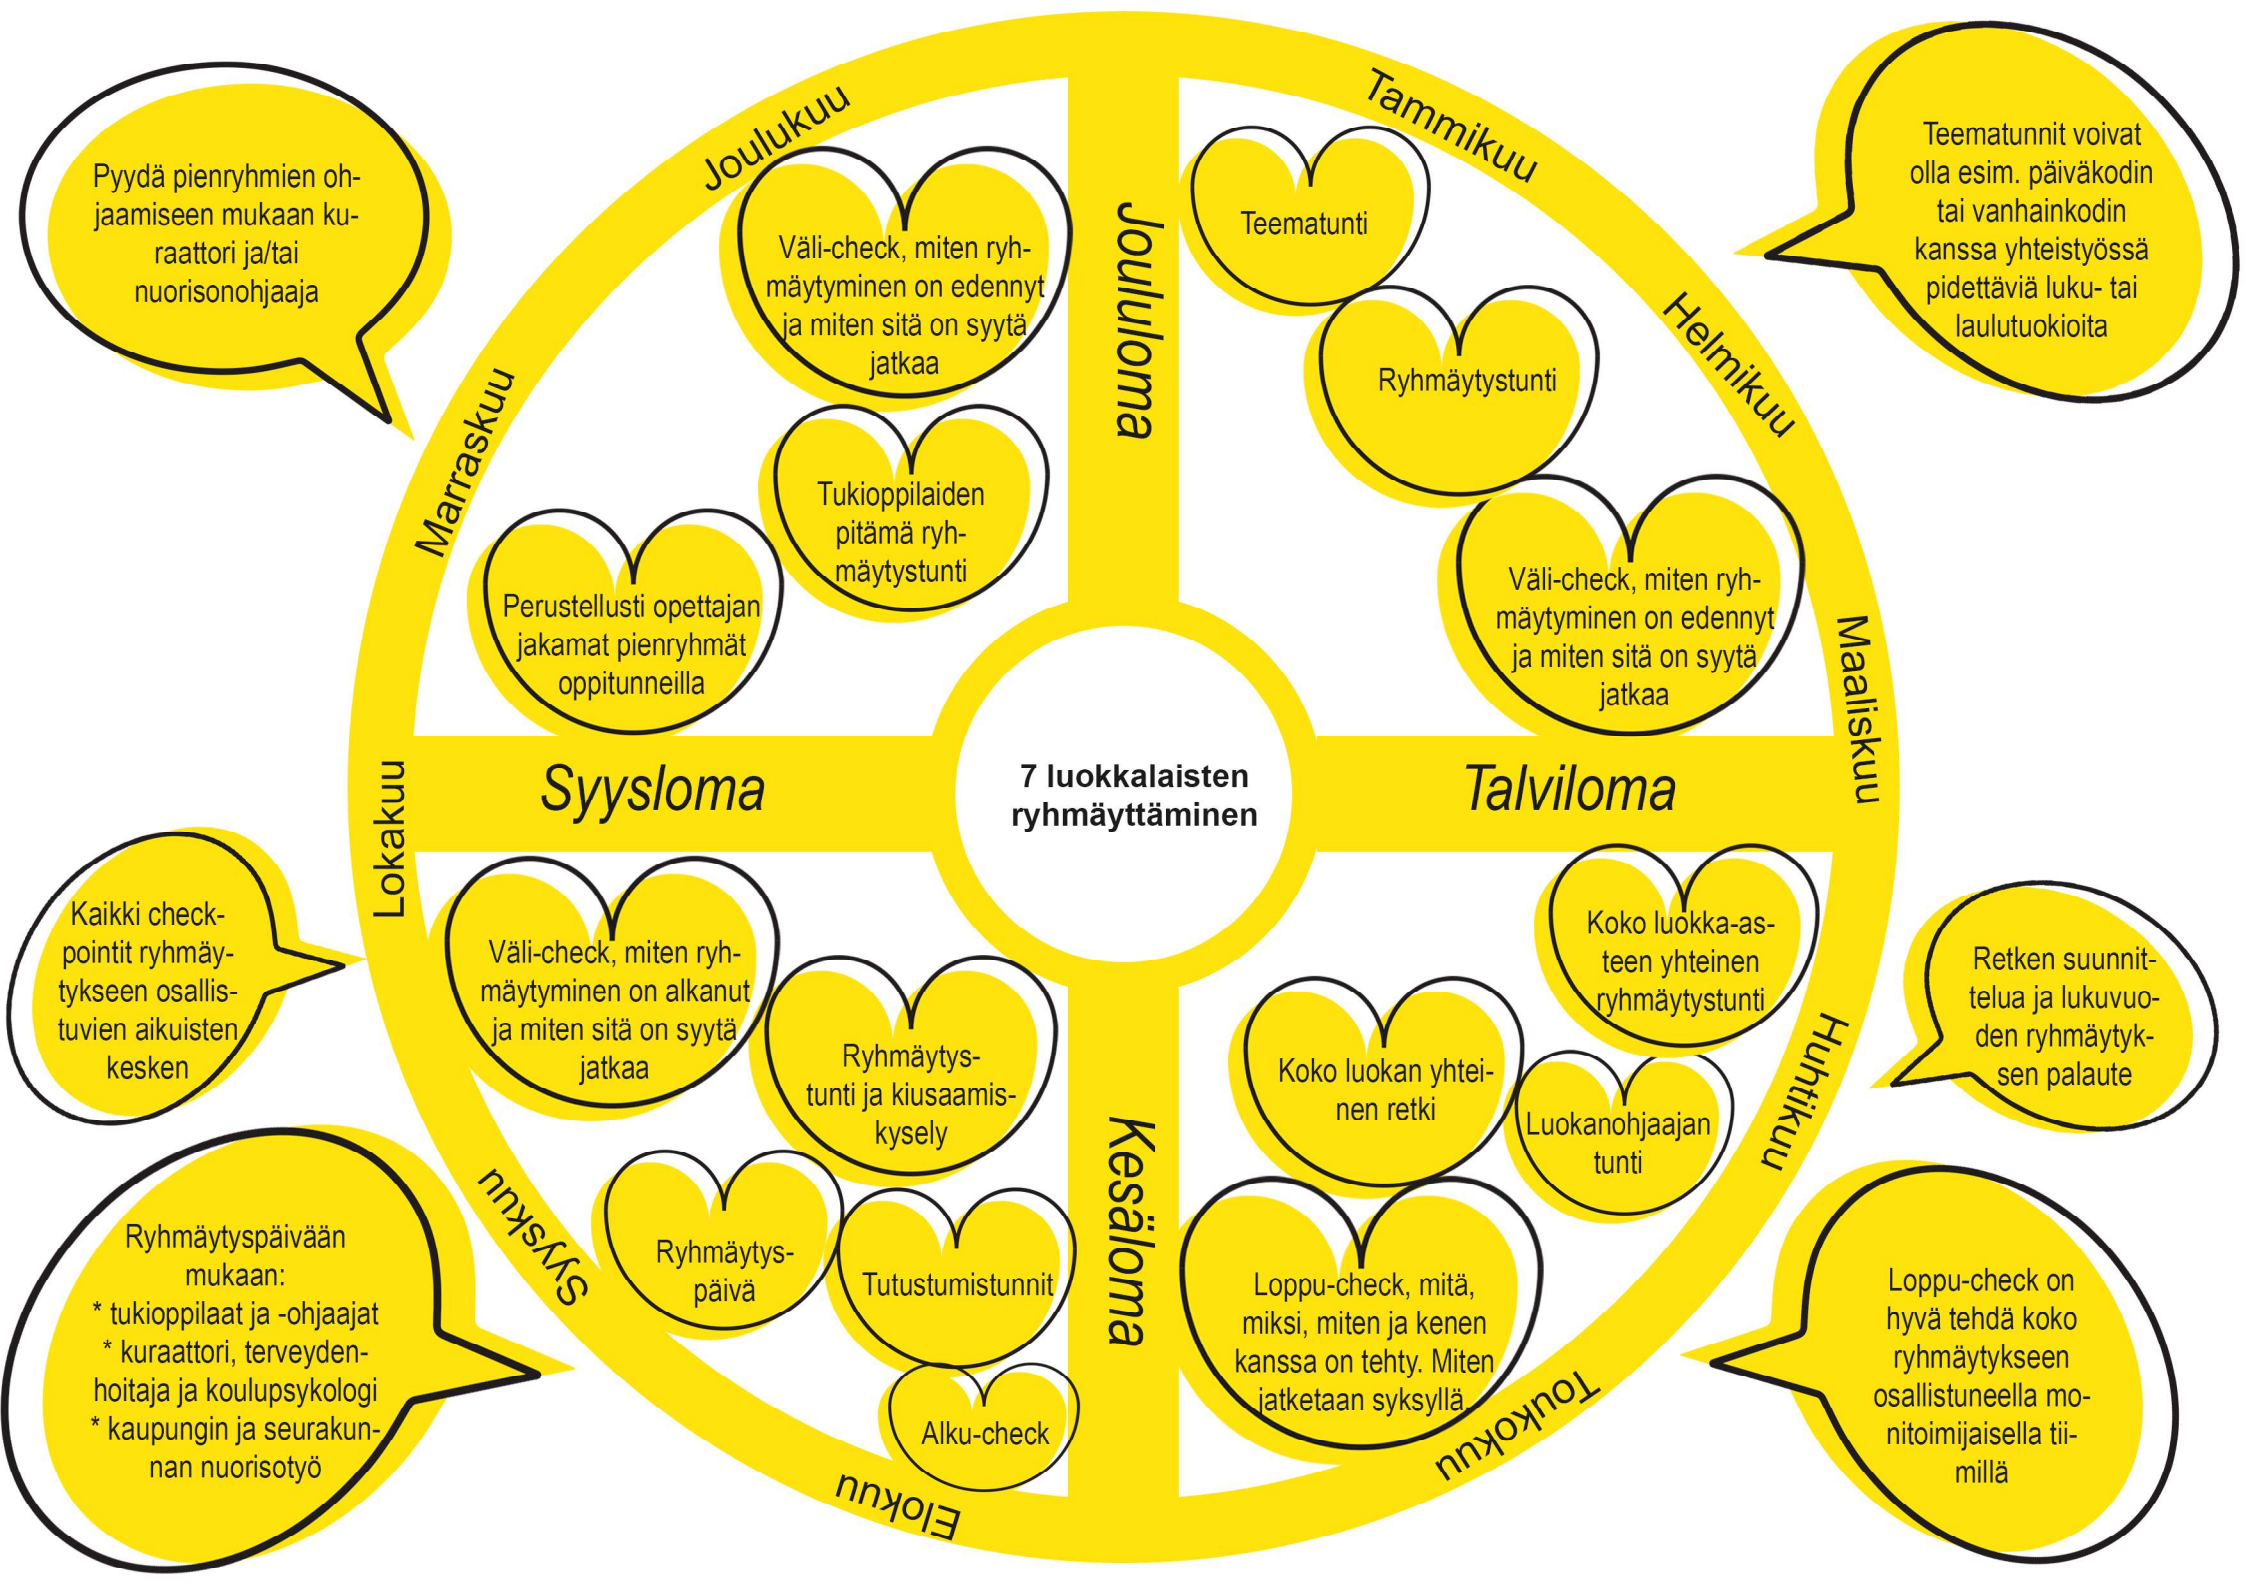 7 luokkalaisten
ryhmäyttäminen
Elokuu
Alku-check
Tutustumistunnit
Ryhmäytys-
päivä
Syyskuu
Ryhmäytys-
tunti ja kiusaamis-
kysely
Väli-check, miten ryh-
mäytyminen on alkanut
ja miten sitä on syytä
jatkaa
Lokakuu
Syysloma
Perustellusti opettajan
jakamat pienryhmät
oppitunneilla
Marraskuu
Tukioppilaiden
pitämä ryh-
mäytystunti
Joulukuu
Väli-check, miten ryh-
mäytyminen on edennyt
ja miten sitä on syytä
jatkaa
Joululoma
Tammikuu
Teematunti
Ryhmäytystunti
Helmikuu
Väli-check, miten ryh-
mäytyminen on edennyt
ja miten sitä on syytä
jatkaa
Maaliskuu
Talviloma
Koko luokka-as-
teen yhteinen
ryhmäytystunti
Huhtikuu
Luokanohjaajan
tunti
Koko luokan yhtei-
nen retki
Loppu-check, mitä,
miksi, miten ja kenen
kanssa on tehty. Miten
jatketaan syksyllä
Toukokuu
Kesäloma
Pyydä pienryhmien oh-
jaamiseen mukaan ku-
raattori ja/tai
nuorisonohjaaja
Teematunnit voivat
olla esim. päiväkodin
tai vanhainkodin
kanssa yhteistyössä
pidettäviä luku- tai
laulutuokioita
Kaikki check-
pointit ryhmäy-
tykseen osallis-
tuvien aikuisten
kesken
Retken suunnit-
telua ja lukuvuo-
den ryhmäytyk-
sen palaute
Ryhmäytyspäivään
mukaan:
* tukioppilaat ja -ohjaajat
* kuraattori, terveyden-
hoitaja ja koulupsykologi
* kaupungin ja seurakun-
nan nuorisotyö
Loppu-check on
hyvä tehdä koko
ryhmäytykseen
osallistuneella mo-
nitoimijaisella tii-
millä